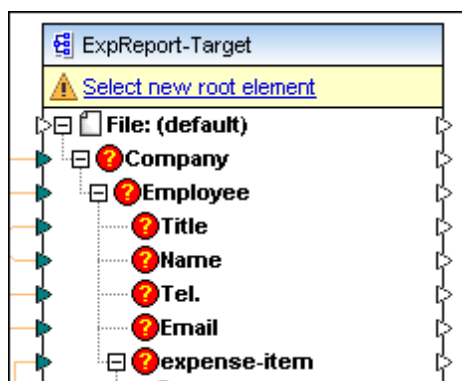 ExpReport-Target
Select new root element
File: (default)
Company
Employee
Title
Name
Tel.
Email
expense-item